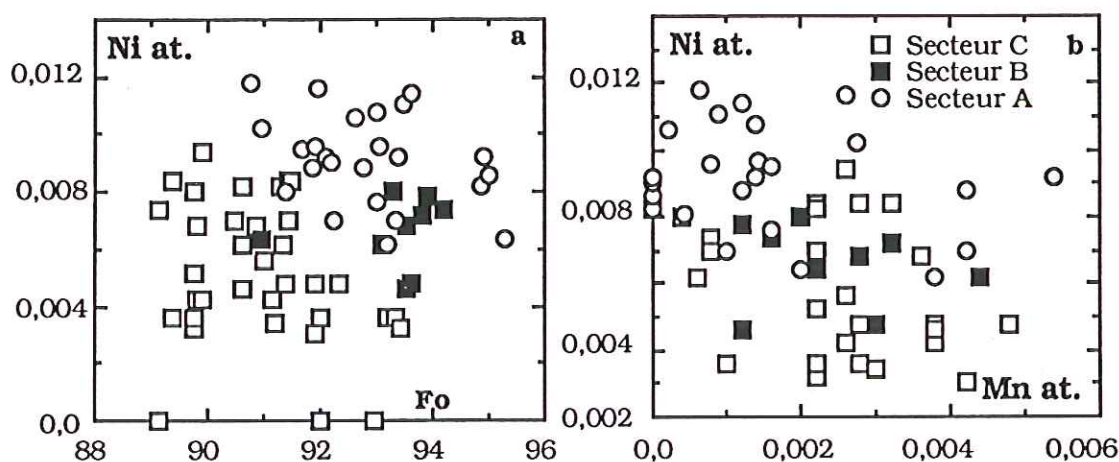 Ni at. a
0,012
0,008
0,004
0,0
88 90 92 94 96
Fo
Ni at. b
Secteur C
Secteur B
Secteur A
0,012
0,008
0,004
0,002
Mn at.
0,0 0,002 0,004 0,006